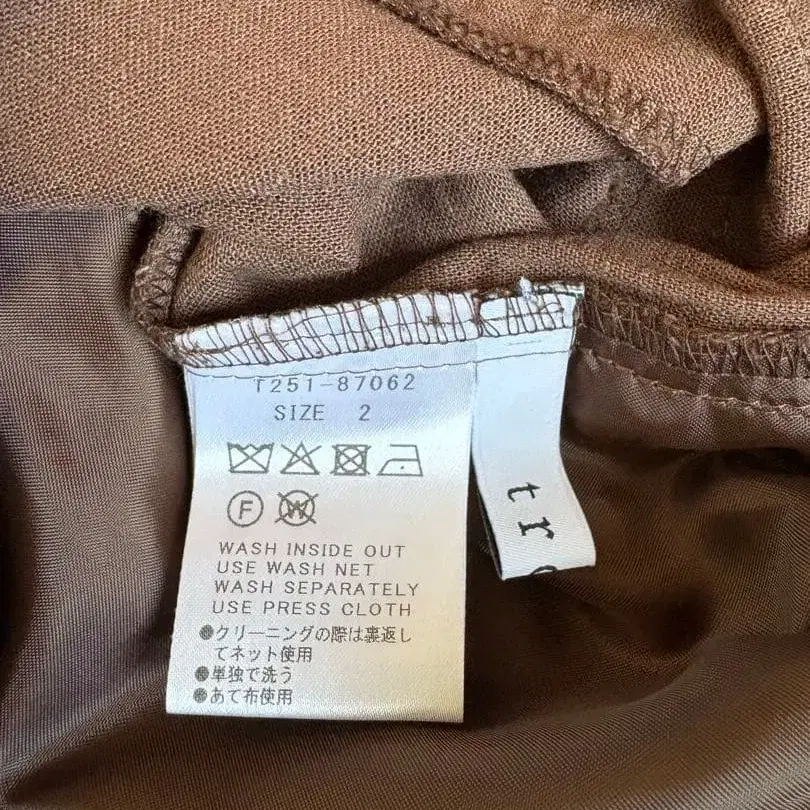 T251-87062
SIZE 2
F
W
WASH INSIDE OUT
USE WASH NET
WASH SEPARATELY
USE PRESS CLOTH
●クリーニングの際は裏返し
てネット使用
●単独で洗う
●あて布使用
tr